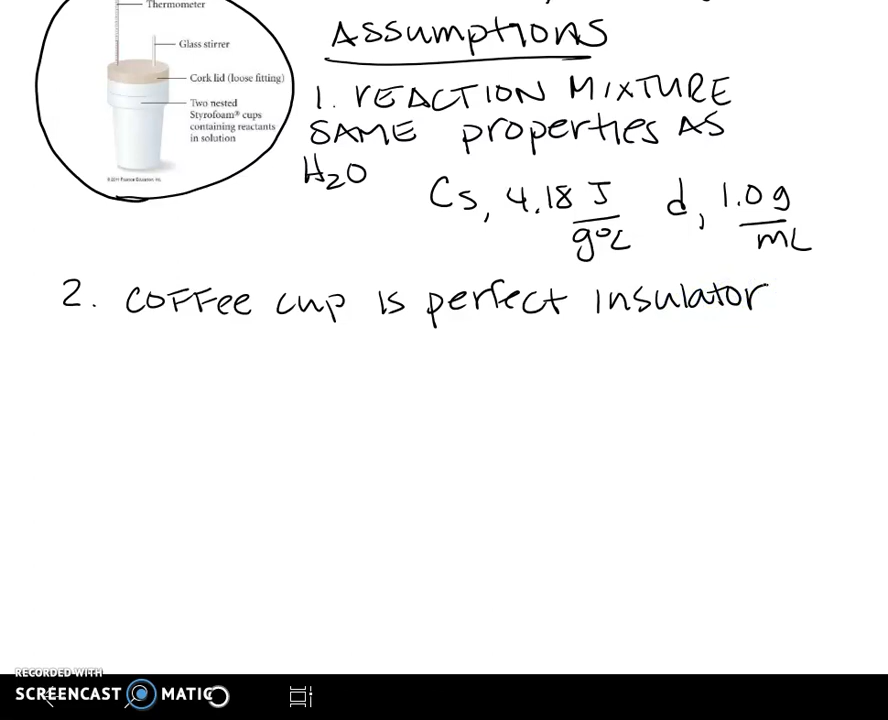 Thermometer
Glass stirrer
Cork lid (loose fitting)
Two nested
Styrofoam® cups
containing reactants
in solution
Assumptions
1. REACTION MIXTURE
SAME properties AS
H2O
Cs, 4.18 J/g°C d, 1.0 g/mL
2. COFFee cup is perfect insulator
RECORDED WITH
SCREENCAST MATIC